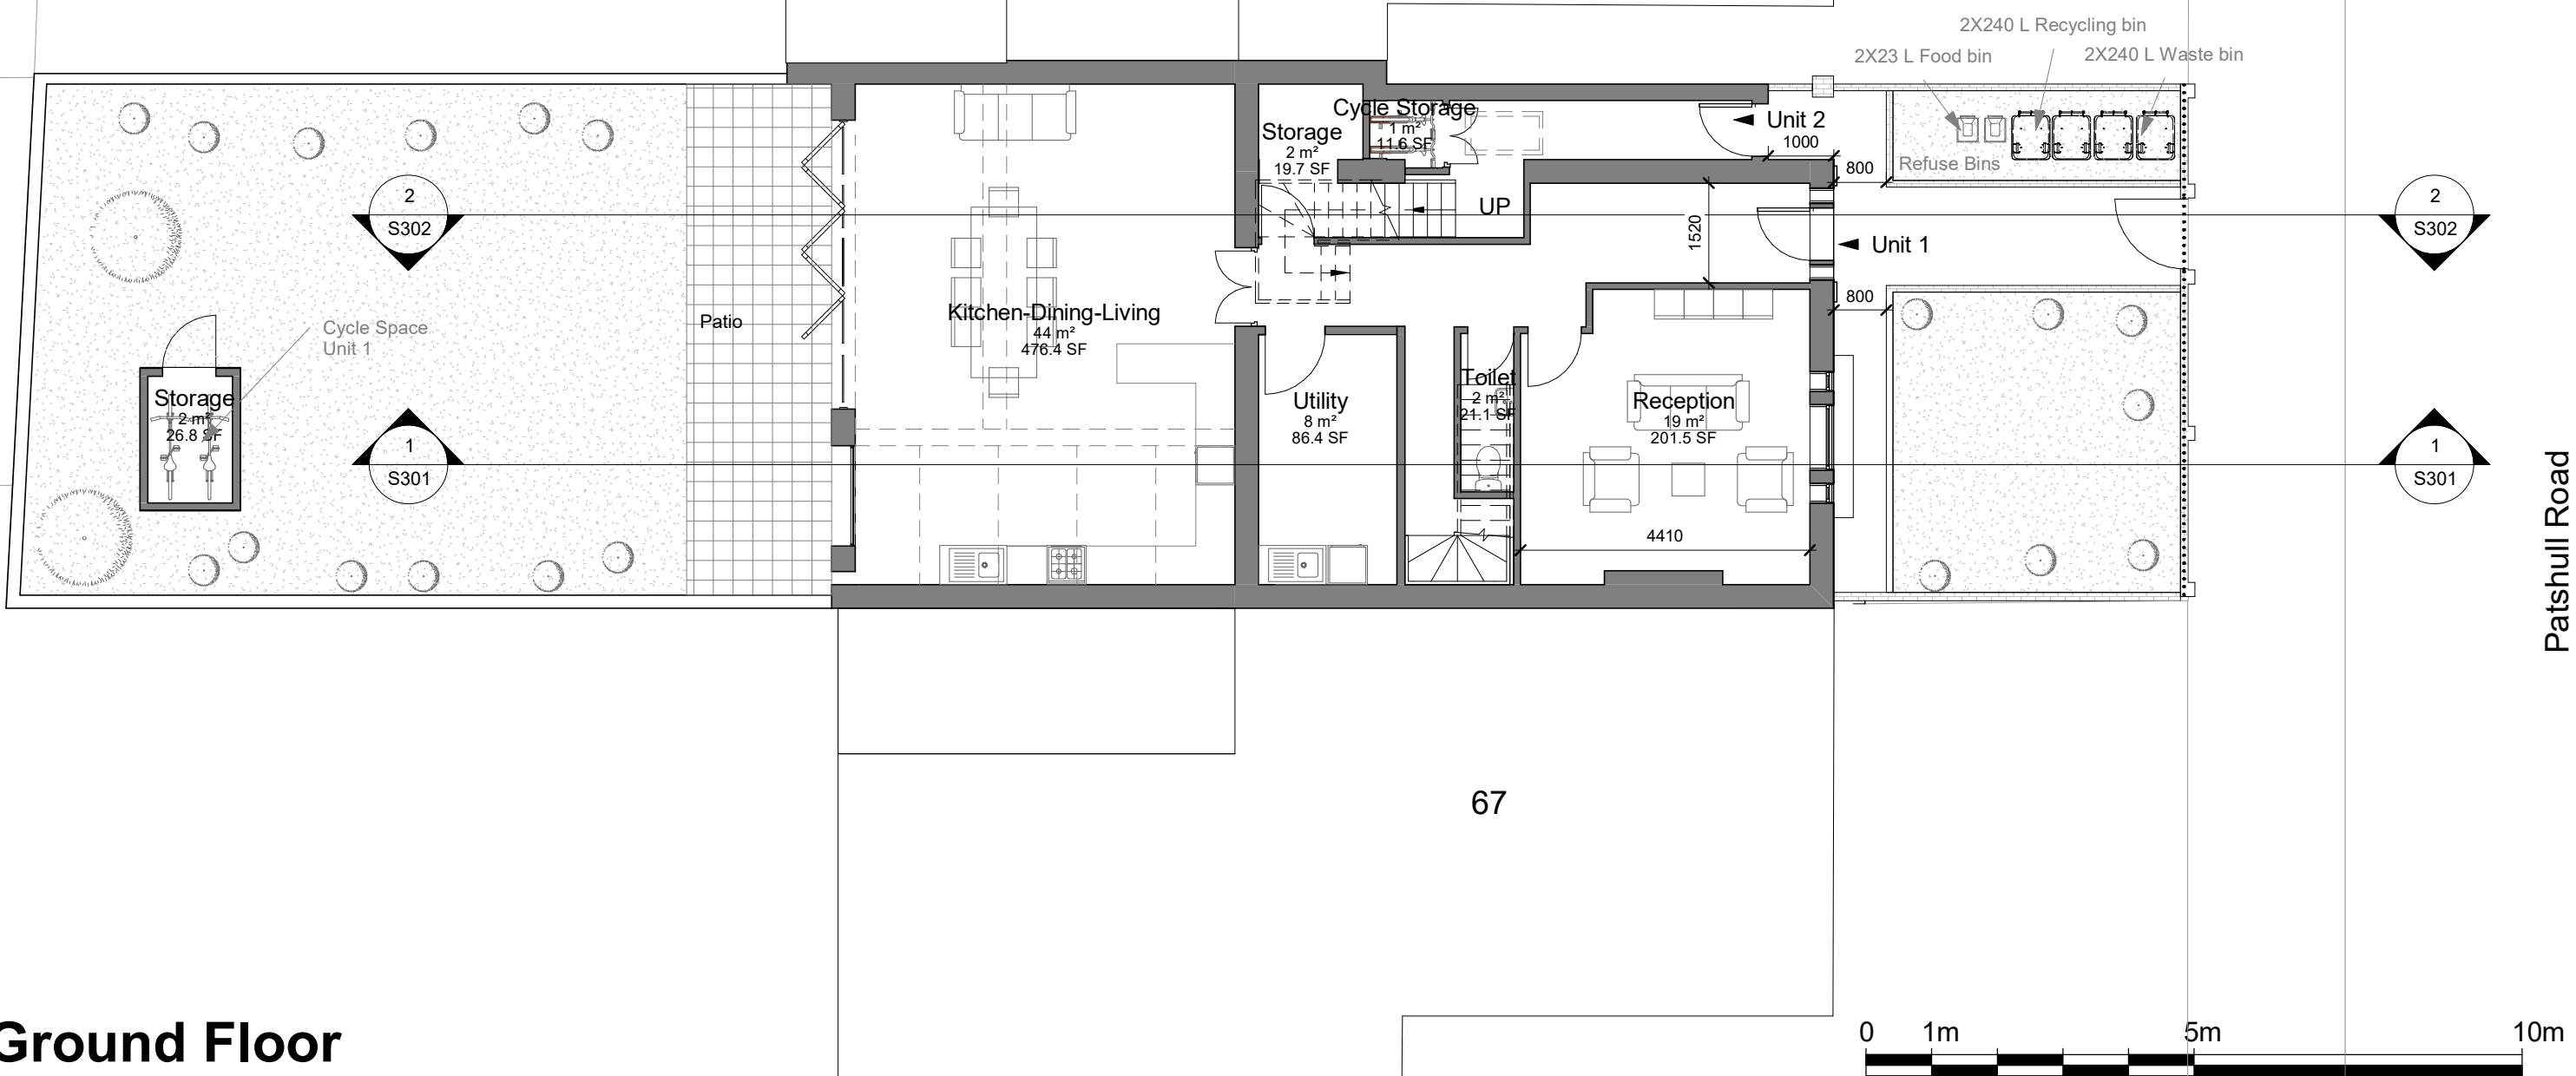 2X240 L Recycling bin
2X23 L Food bin
2X240 L Waste bin
Cycle Storage
1 m²
11.6 SF
Storage
2 m²
19.7 SF
Unit 2
1000
800
Refuse Bins
2
S302
UP
1520
Unit 1
2
S302
800
Kitchen-Dining-Living
44 m²
476.4 SF
Patio
Cycle Space
Unit 1
Storage
2 m²
26.8 SF
1
S301
Utility
8 m²
86.4 SF
Toilet
2 m²
21.1 SF
Reception
19 m²
201.5 SF
1
S301
4410
Patshull Road
67
Ground Floor
0 1m 5m 10m